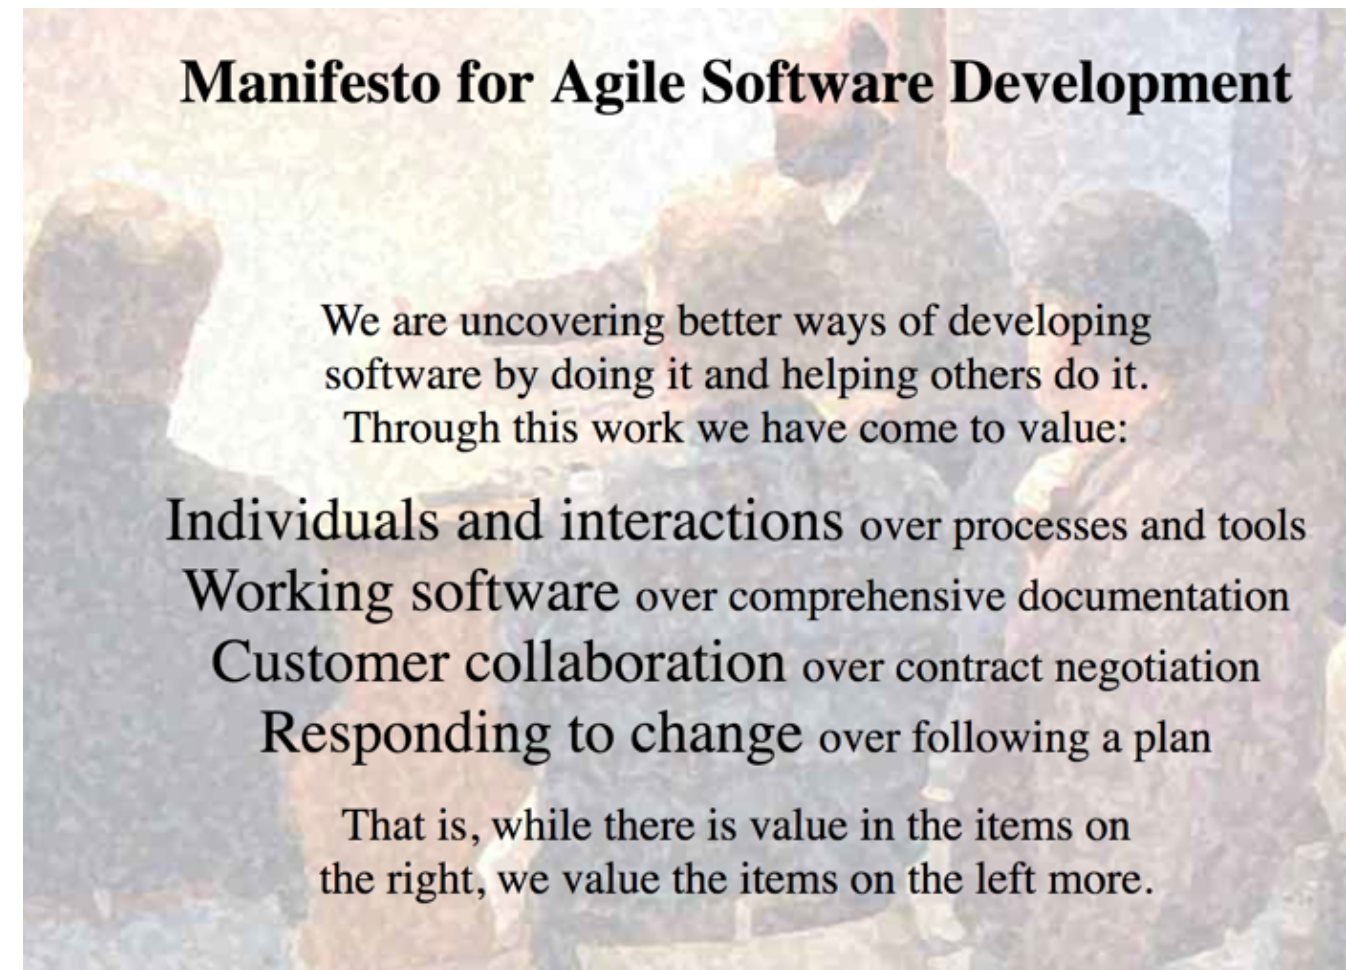 Manifesto for Agile Software Development
We are uncovering better ways of developing
software by doing it and helping others do it.
Through this work we have come to value:
Individuals and interactions over processes and tools
Working software over comprehensive documentation
Customer collaboration over contract negotiation
Responding to change over following a plan
That is, while there is value in the items on
the right, we value the items on the left more.